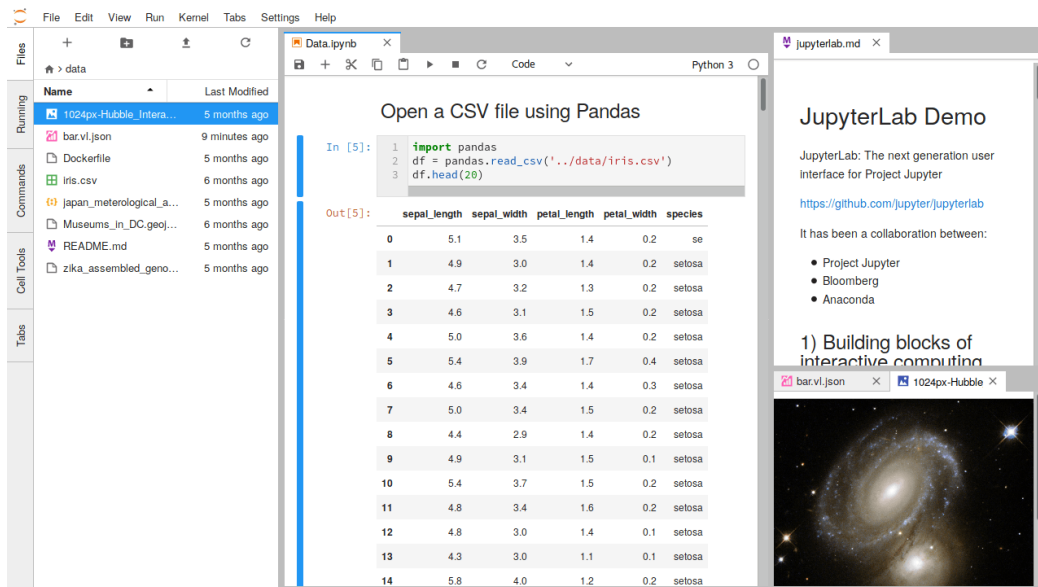 File Edit View Run Kernel Tabs Settings Help
Files
Running
Commands
Cell Tools
Tabs
> data
Name Last Modified
1024px-Hubble_Intera... 5 months ago
bar.vl.json 9 minutes ago
Dockerfile 5 months ago
iris.csv 6 months ago
japan_meterological_a... 5 months ago
Museums_in_DC.geoj... 6 months ago
README.md 5 months ago
zika_assembled_geno... 5 months ago
Data.ipynb
Code Python 3
Open a CSV file using Pandas
In [5]:
1 import pandas
2 df = pandas.read_csv('../data/iris.csv')
3 df.head(20)
Out[5]:
sepal_length sepal_width petal_length petal_width species
0 5.1 3.5 1.4 0.2 se
1 4.9 3.0 1.4 0.2 setosa
2 4.7 3.2 1.3 0.2 setosa
3 4.6 3.1 1.5 0.2 setosa
4 5.0 3.6 1.4 0.2 setosa
5 5.4 3.9 1.7 0.4 setosa
6 4.6 3.4 1.4 0.3 setosa
7 5.0 3.4 1.5 0.2 setosa
8 4.4 2.9 1.4 0.2 setosa
9 4.9 3.1 1.5 0.1 setosa
10 5.4 3.7 1.5 0.2 setosa
11 4.8 3.4 1.6 0.2 setosa
12 4.8 3.0 1.4 0.1 setosa
13 4.3 3.0 1.1 0.1 setosa
14 5.8 4.0 1.2 0.2 setosa
jupyterlab.md
JupyterLab Demo
JupyterLab: The next generation user
interface for Project Jupyter
https://github.com/jupyter/jupyterlab
It has been a collaboration between:
• Project Jupyter
• Bloomberg
• Anaconda
1) Building blocks of
interactive computing
bar.vl.json 1024px-Hubble